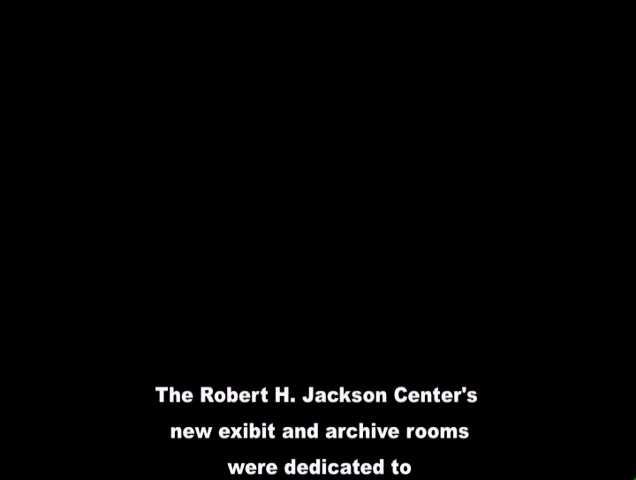 The Robert H. Jackson Center's
new exibit and archive rooms
were dedicated to